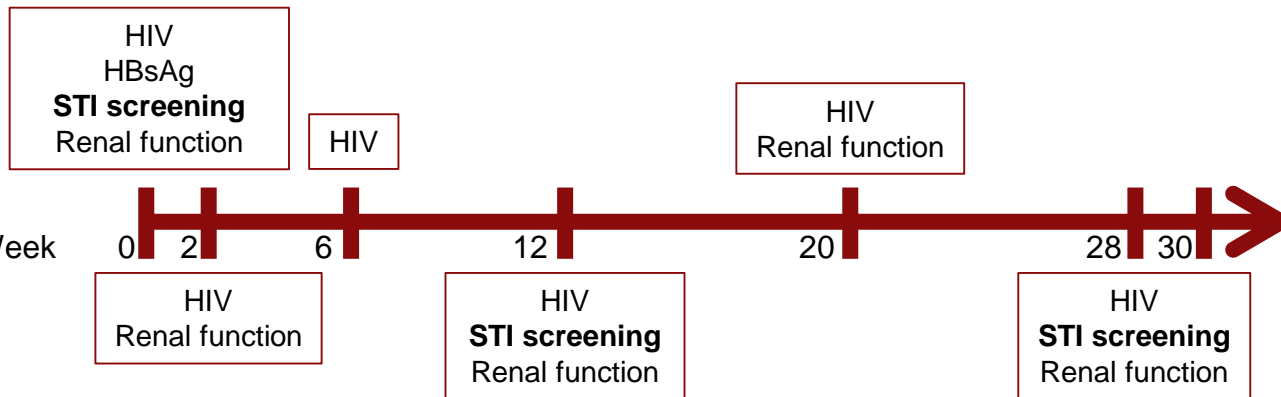 HIV
HBsAg
STI screening
Renal function
HIV
HIV
Renal function
0 2 6 12 20 28 30
HIV
Renal function
HIV
STI screening
Renal function
HIV
STI screening
Renal function